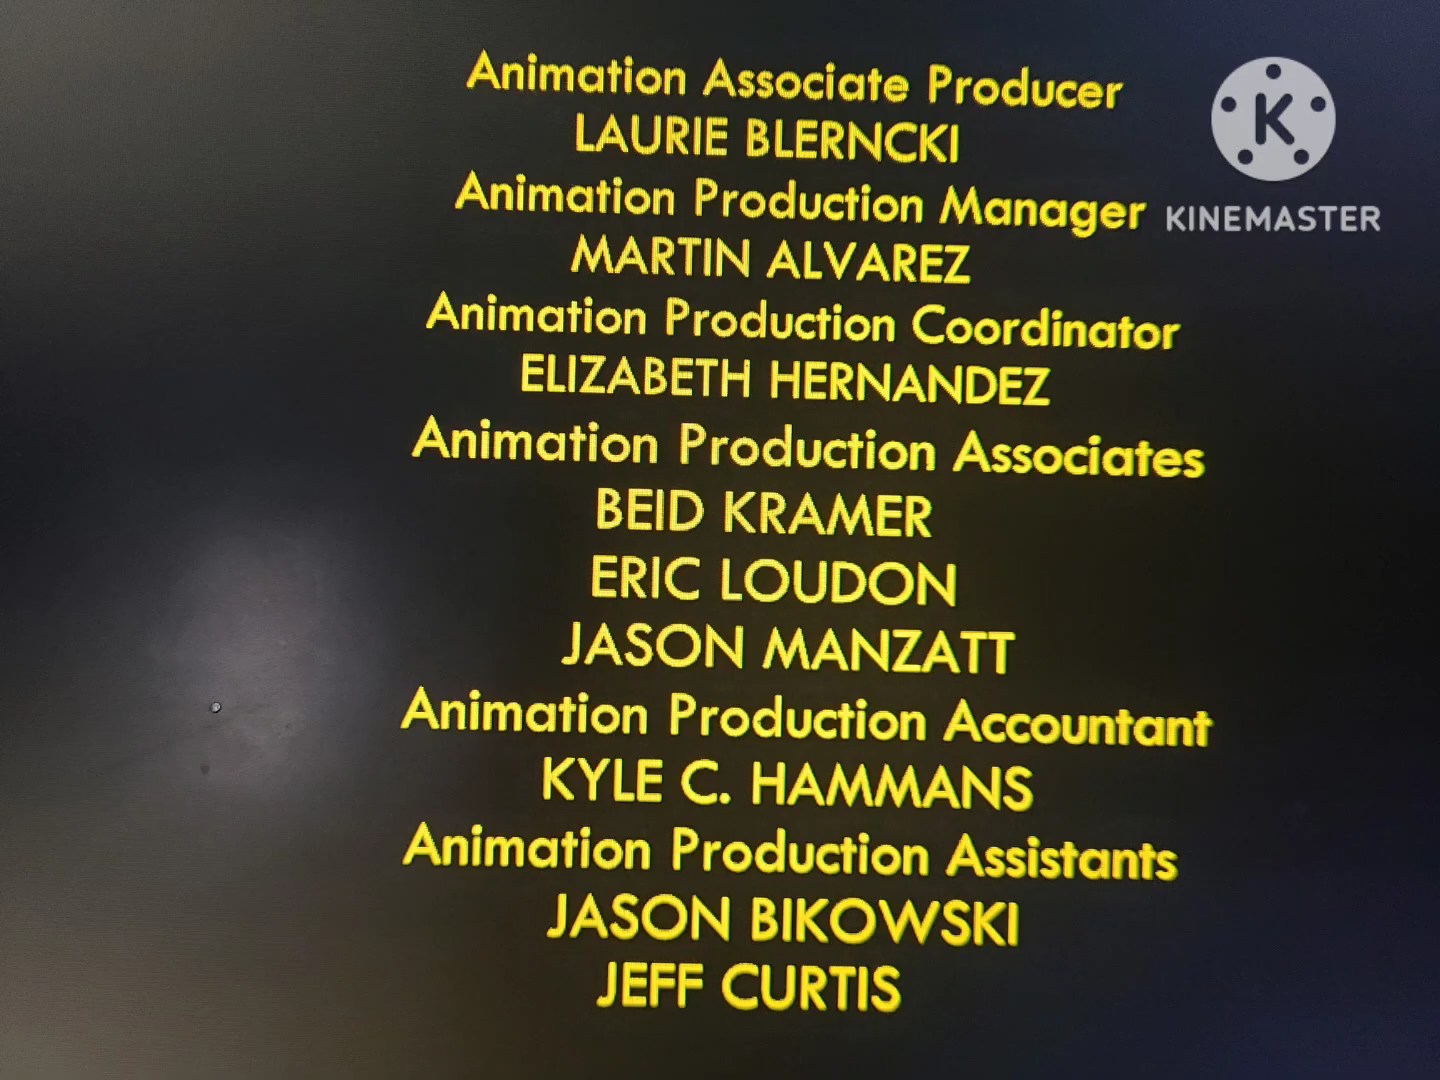 Animation Associate Producer
LAURIE BLERNCKI
Animation Production Manager
MARTIN ALVAREZ
Animation Production Coordinator
ELIZABETH HERNANDEZ
Animation Production Associates
BEID KRAMER
ERIC LOUDON
JASON MANZATT
Animation Production Accountant
KYLE C. HAMMANS
Animation Production Assistants
JASON BIKOWSKI
JEFF CURTIS
K
KINEMASTER